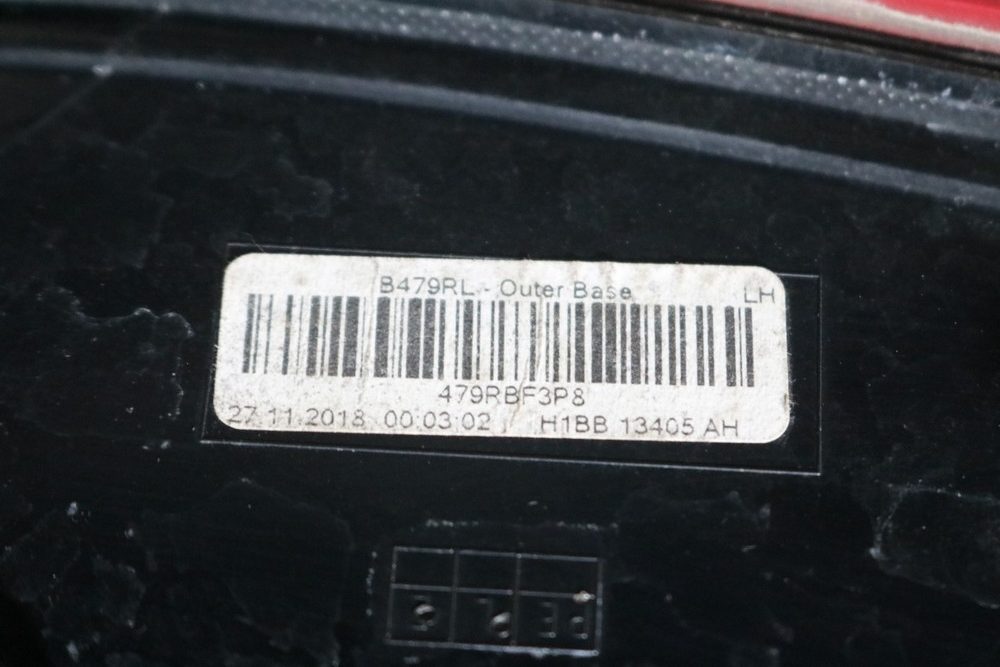 B479RL - Outer Base LH
479RBF3P8
27.11.2018 00:03:02 H1BB 13405 AH